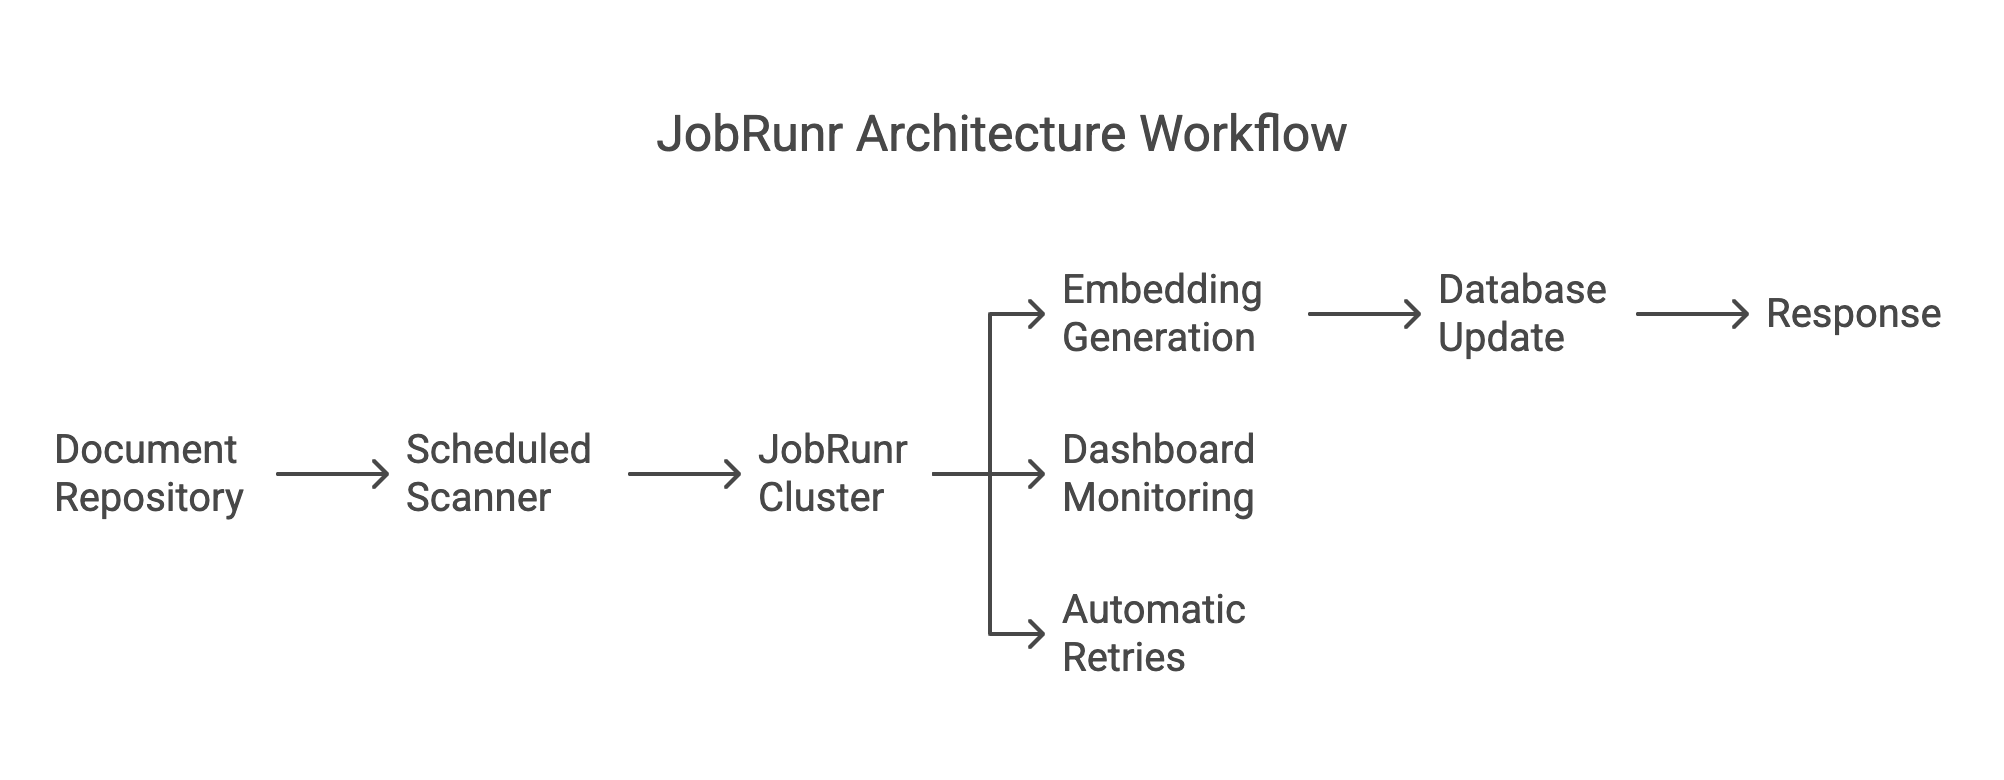 JobRunr Architecture Workflow
Embedding
Generation
Database
Update
Response
Document
Repository
Scheduled
Scanner
JobRunr
Cluster
Dashboard
Monitoring
Automatic
Retries